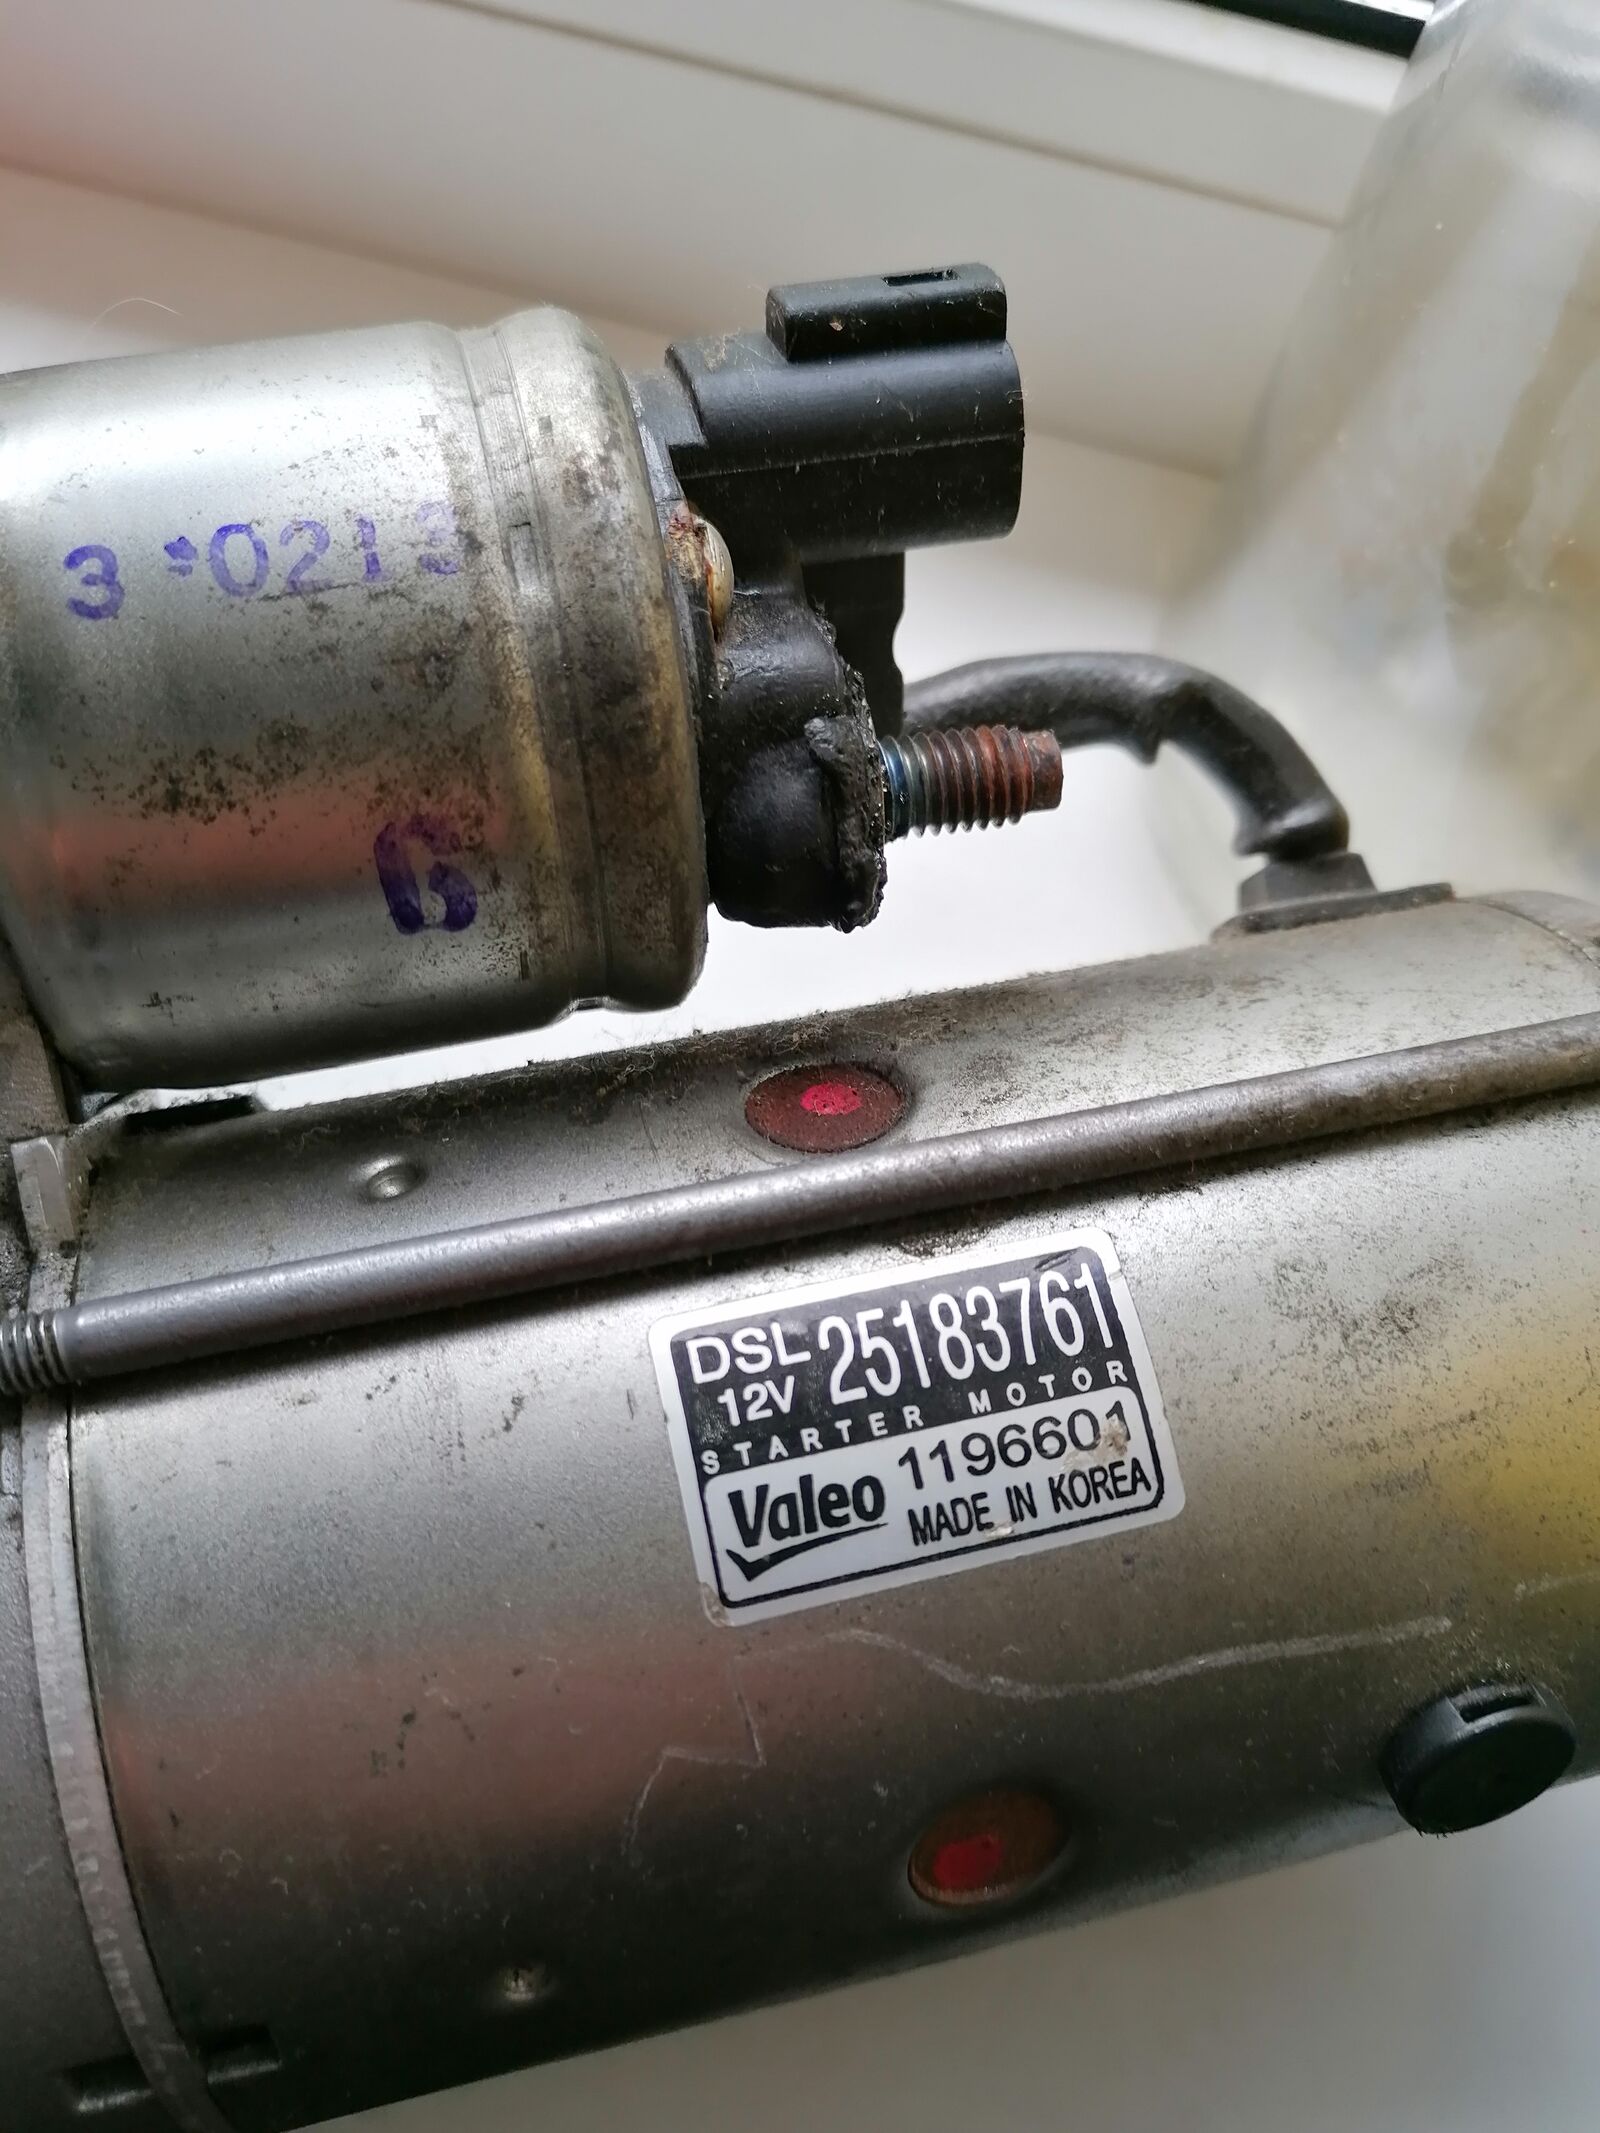 3 *0213
6
DSL 25183761
12V
STARTER MOTOR
Valeo 1196601
MADE IN KOREA